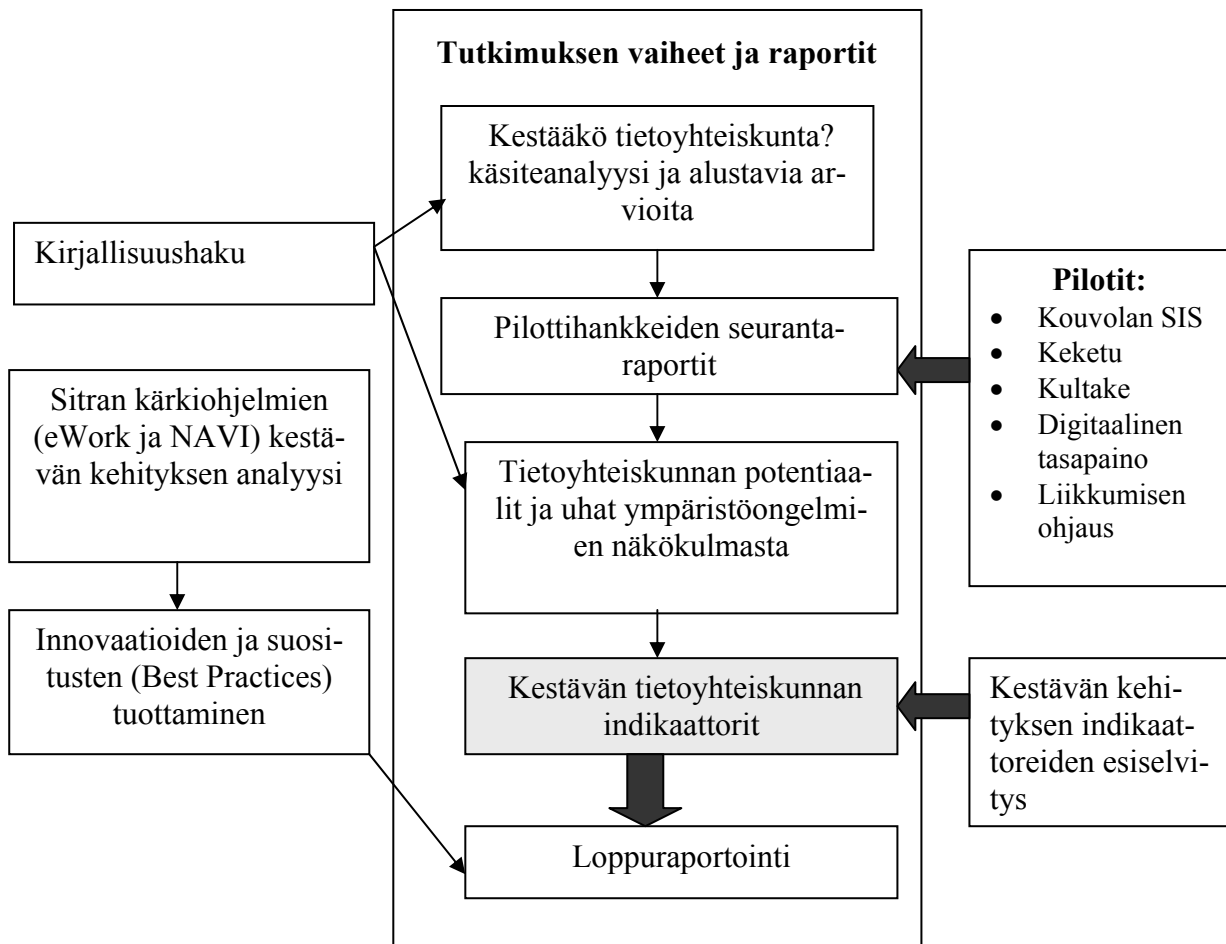 Tutkimuksen vaiheet ja raportit
Kestääkö tietoyhteiskunta?
käsiteanalyysi ja alustavia ar-
vioita
Kirjallisuushaku
Pilottihankkeiden seuranta-
raportit
Pilotit:
• Kouvolan SIS
• Keketu
• Kultake
• Digitaalinen
tasapaino
• Liikkumisen
ohjaus
Sitran kärkiohjelmien
(eWork ja NAVI) kestä-
vän kehityksen analyysi
Tietoyhteiskunnan potentiaa-
lit ja uhat ympäristöongelmi-
en näkökulmasta
Innovaatioiden ja suosi-
tusten (Best Practices)
tuottaminen
Kestävän tietoyhteiskunnan
indikaattorit
Kestävän kehi-
tyksen indikaat-
toreiden esiselvi-
tys
Loppuraportointi